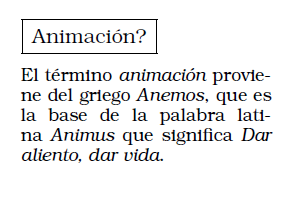 Animación?
El término animación provie-
ne del griego Anemos, que es
la base de la palabra lati-
na Animus que significa Dar
aliento, dar vida.